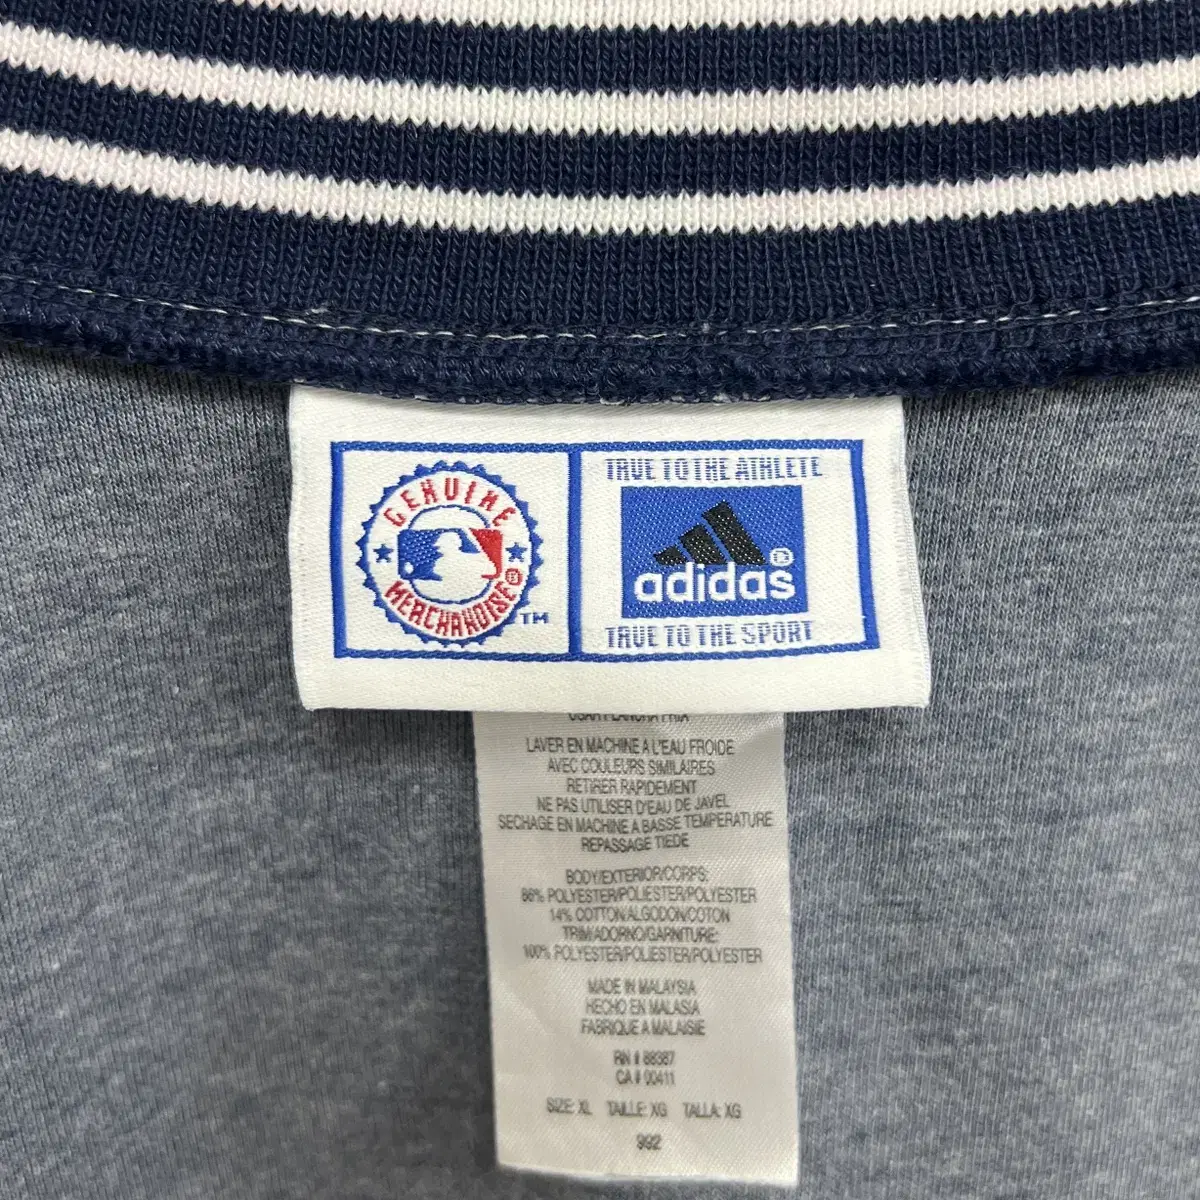 GENUINE
MERCHANDISE®
TM
TRUE TO THE ATHLETE
adidas®
TRUE TO THE SPORT
USAR PLANCHA FRIA
LAVER EN MACHINE A L'EAU FROIDE
AVEC COULEURS SIMILAIRES
RETIRER RAPIDEMENT
NE PAS UTILISER D'EAU DE JAVEL
SECHAGE EN MACHINE A BASSE TEMPERATURE
REPASSAGE TIEDE
BODY/EXTERIOR/CORPS:
86% POLYESTER/POLIESTER/POLYESTER
14% COTTON/ALGODON/COTON
TRIM/ADORNO/GARNITURE:
100% POLYESTER/POLIESTER/POLYESTER
MADE IN MALAYSIA
HECHO EN MALASIA
FABRIQUE A MALAISIE
RN # 88387
CA # 00411
SIZE: XL TAILLE: XG TALLA: XG
992